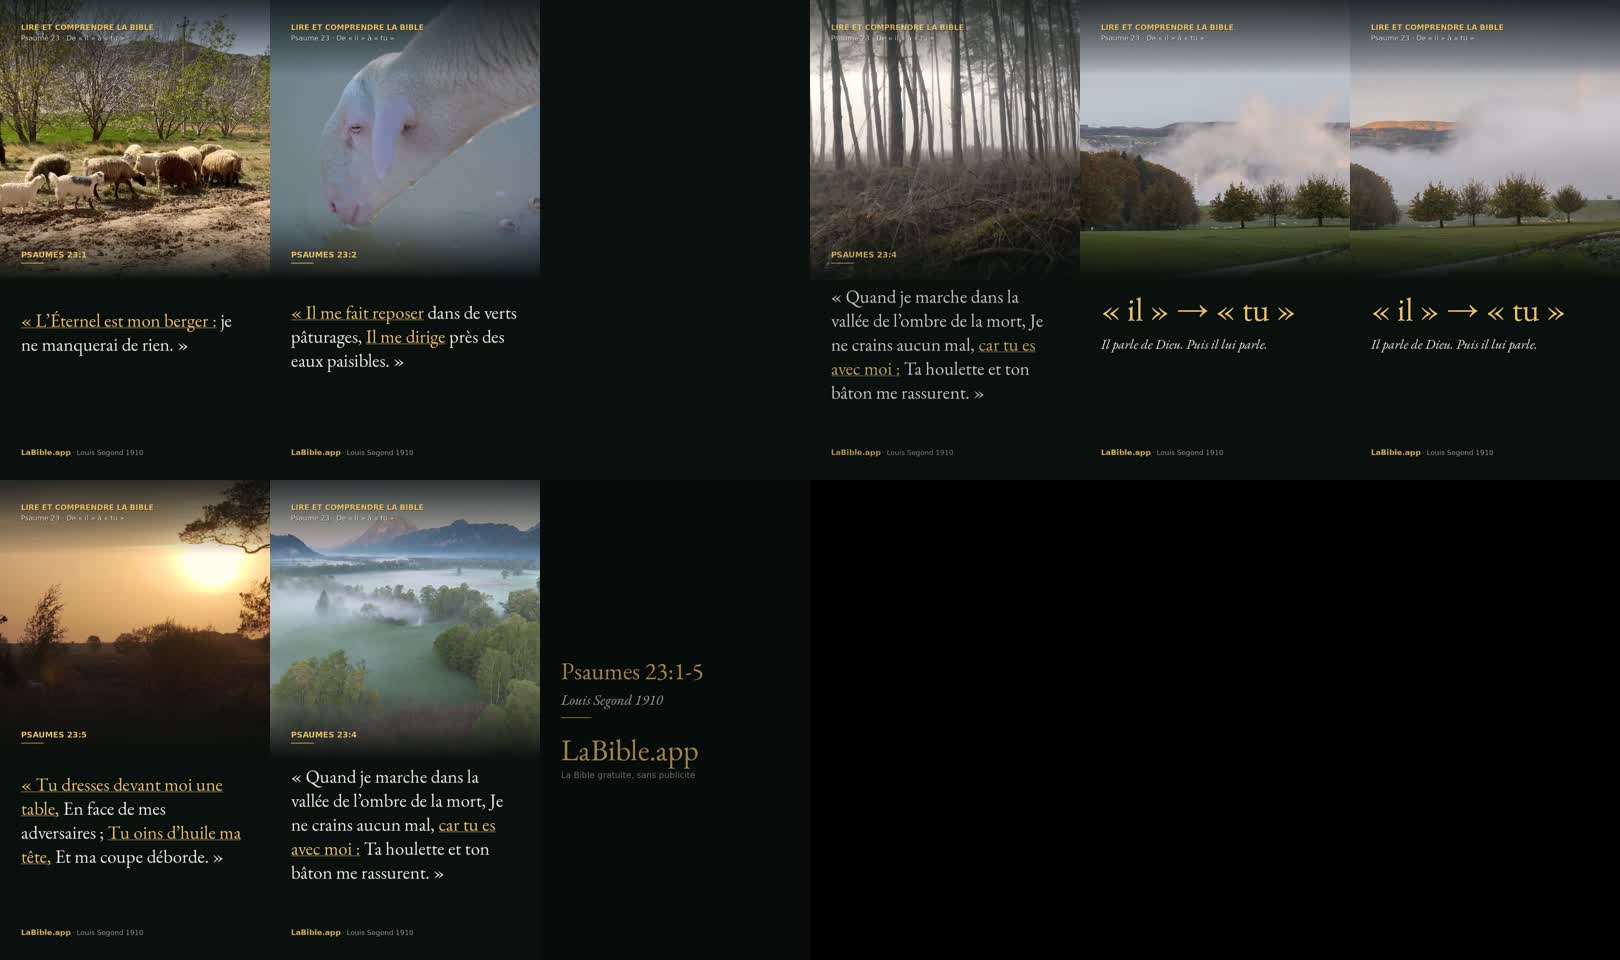 LIRE ET COMPRENDRE LA BIBLE
Psaume 23 · De « il » à « tu »
PSAUMES 23:1
« L’Éternel est mon berger : je
ne manquerai de rien. »
LaBible.app · Louis Segond 1910
LIRE ET COMPRENDRE LA BIBLE
Psaume 23 · De « il » à « tu »
PSAUMES 23:2
« Il me fait reposer dans de verts
pâturages, Il me dirige près des
eaux paisibles. »
LaBible.app · Louis Segond 1910
LIRE ET COMPRENDRE LA BIBLE
Psaume 23 · De « il » à « tu »
PSAUMES 23:4
« Quand je marche dans la
vallée de l’ombre de la mort, Je
ne crains aucun mal, car tu es
avec moi : Ta houlette et ton
bâton me rassurent. »
LaBible.app · Louis Segond 1910
LIRE ET COMPRENDRE LA BIBLE
Psaume 23 · De « il » à « tu »
« il » → « tu »
Il parle de Dieu. Puis il lui parle.
LaBible.app · Louis Segond 1910
LIRE ET COMPRENDRE LA BIBLE
Psaume 23 · De « il » à « tu »
« il » → « tu »
Il parle de Dieu. Puis il lui parle.
LaBible.app · Louis Segond 1910
LIRE ET COMPRENDRE LA BIBLE
Psaume 23 · De « il » à « tu »
PSAUMES 23:5
« Tu dresses devant moi une
table, En face de mes
adversaires ; Tu oins d’huile ma
tête, Et ma coupe déborde. »
LaBible.app · Louis Segond 1910
LIRE ET COMPRENDRE LA BIBLE
Psaume 23 · De « il » à « tu »
PSAUMES 23:4
« Quand je marche dans la
vallée de l’ombre de la mort, Je
ne crains aucun mal, car tu es
avec moi : Ta houlette et ton
bâton me rassurent. »
LaBible.app · Louis Segond 1910
Psaumes 23:1-5
Louis Segond 1910
LaBible.app
La Bible gratuite, sans publicité